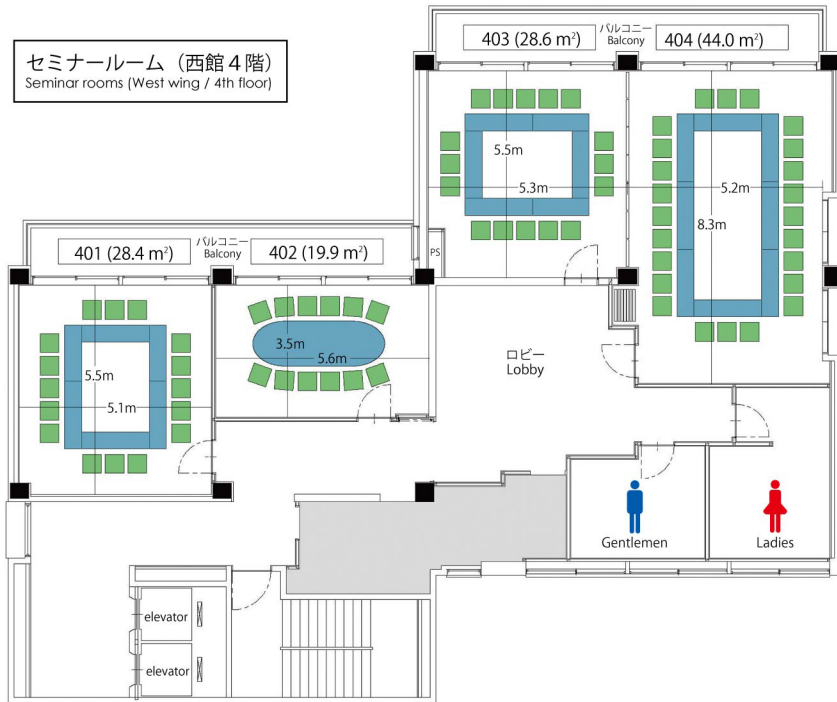 セミナールーム（西館４階）
Seminar rooms (West wing / 4th floor)
403 (28.6 m²)
バルコニー
Balcony
404 (44.0 m²)
5.5m
5.3m
5.2m
8.3m
PS
401 (28.4 m²)
バルコニー
Balcony
402 (19.9 m²)
5.5m
5.1m
3.5m
5.6m
ロビー
Lobby
Gentlemen
Ladies
elevator
elevator